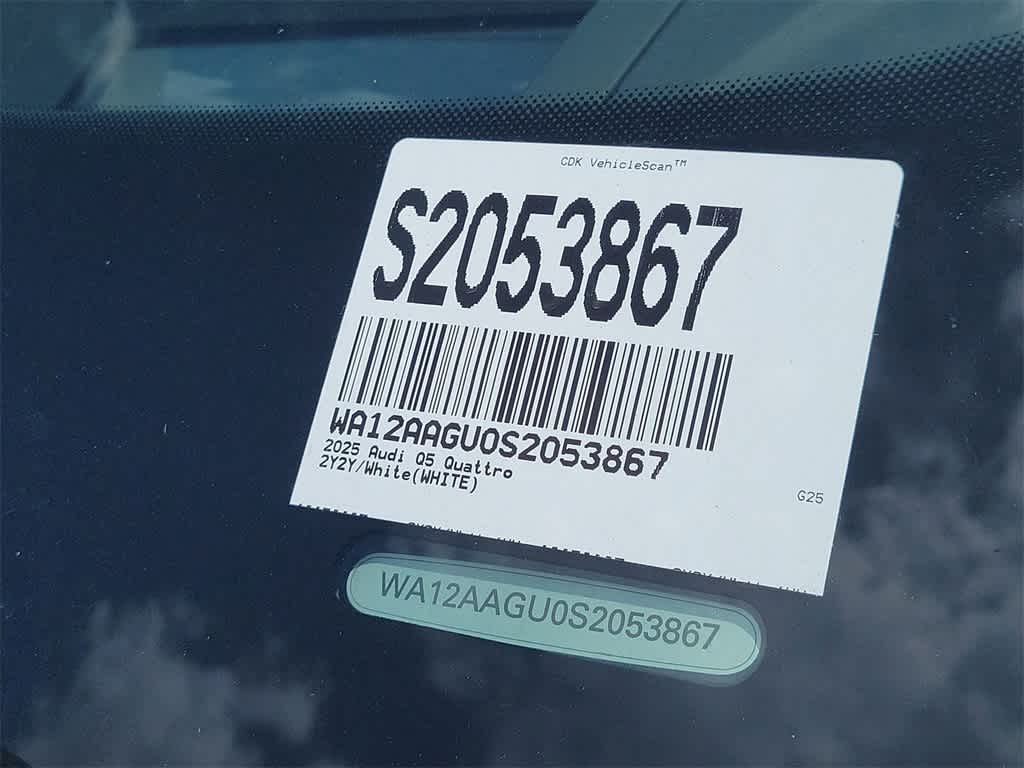 CDK VehicleScan™
S2053867
WA12AAGU0S2053867
2025 Audi Q5 Quattro
2Y2Y/White(WHITE)
G25
WA12AAGU0S2053867